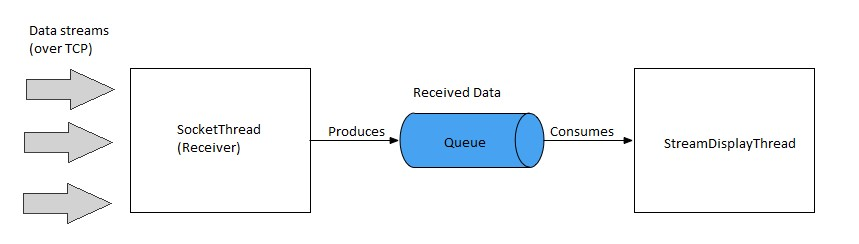 Data streams
(over TCP)
SocketThread
(Receiver)
Produces
Received Data
Queue
Consumes
StreamDisplayThread